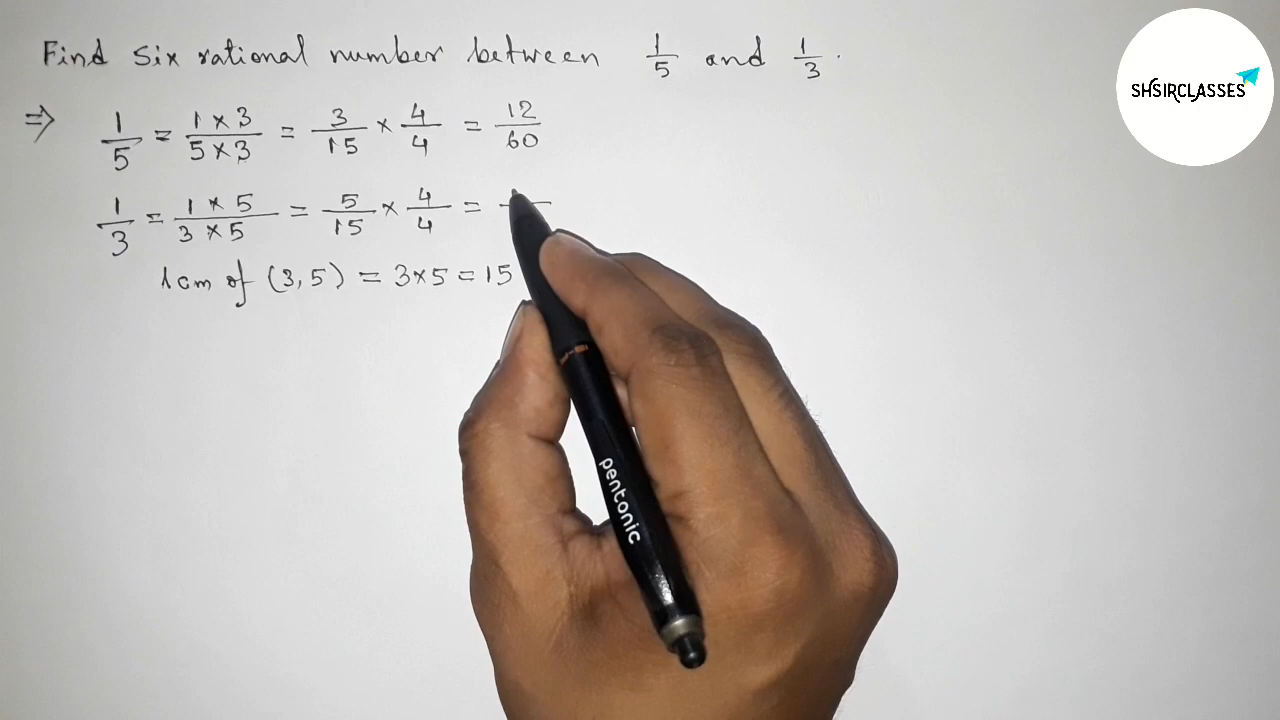 Find six rational number between 1/5 and 1/3.
⇒ 1/5 = (1 × 3)/(5 × 3) = 3/15 × 4/4 = 12/60
1/3 = (1 × 5)/(3 × 5) = 5/15 × 4/4 =
lcm of (3, 5) = 3×5 = 15
SHSIRCLASSES
pentonic